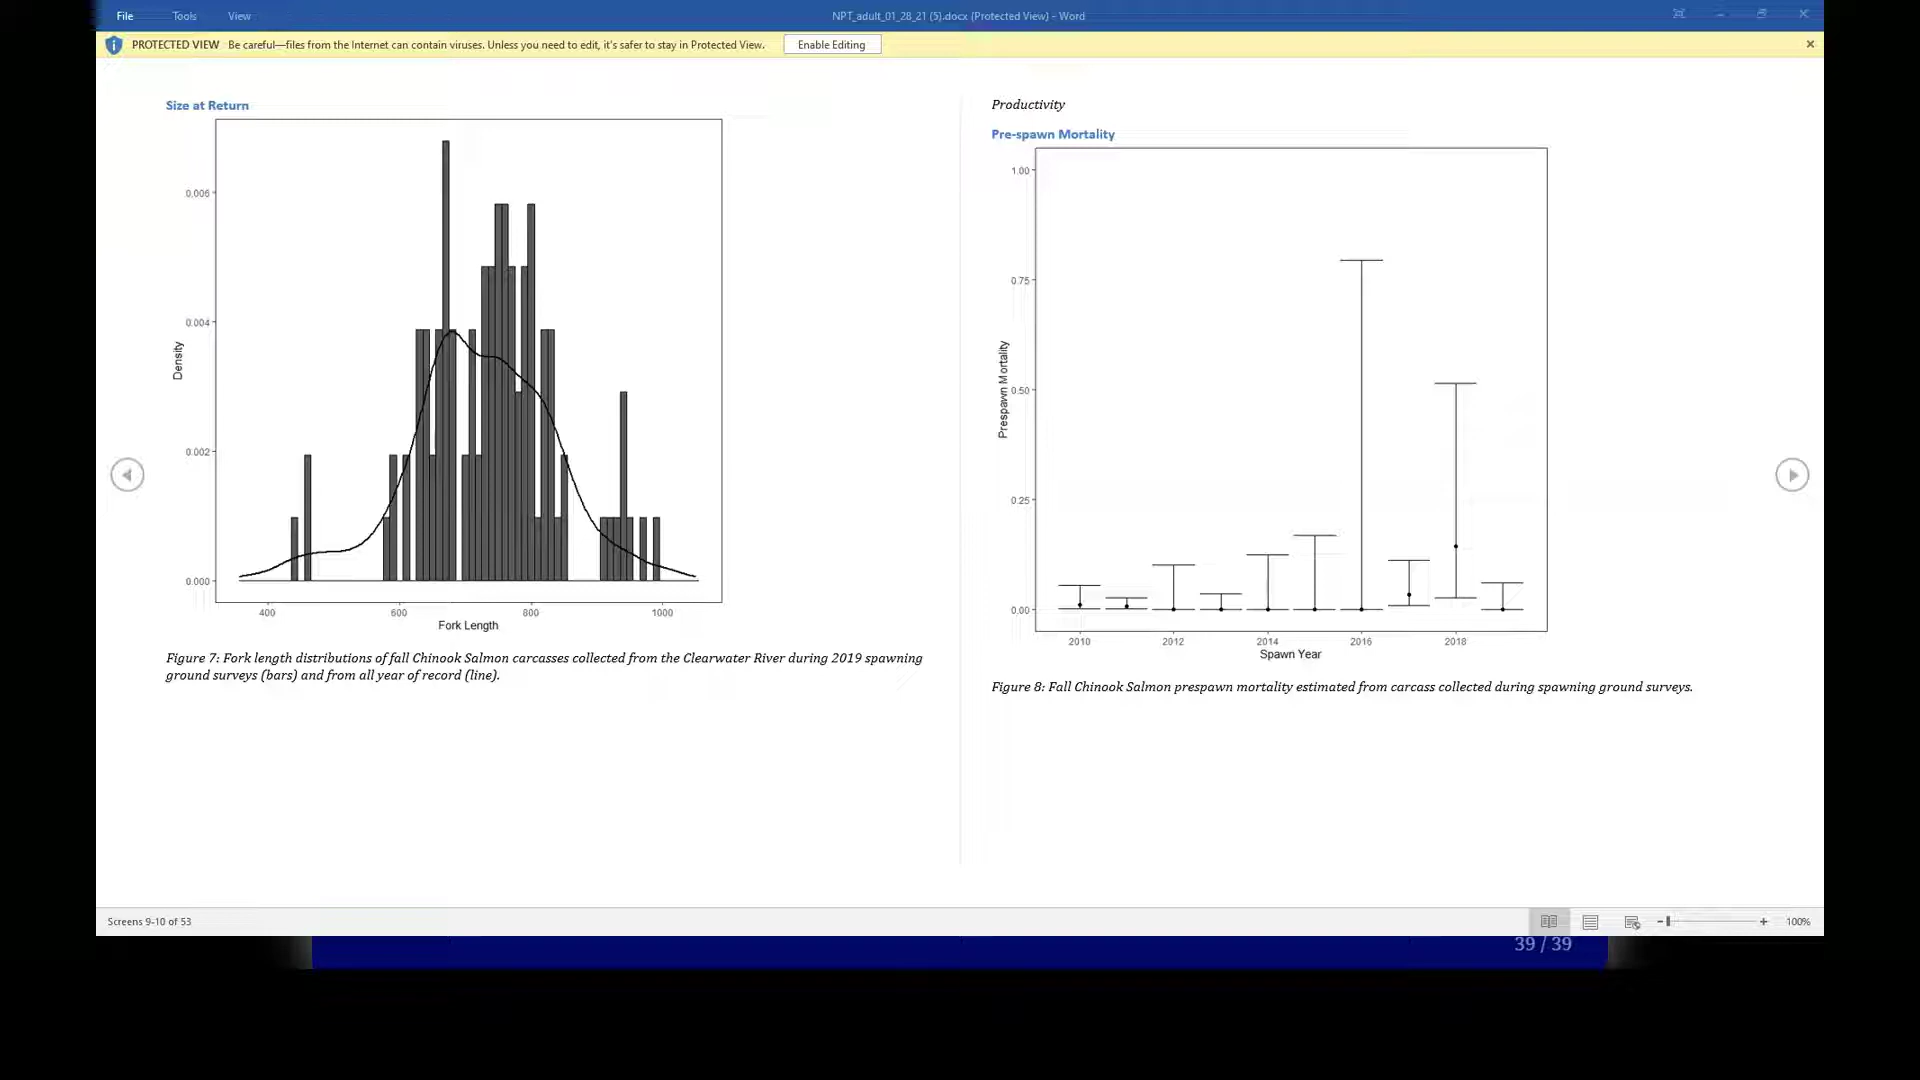 File Tools View NPT_adult_01_28_21 (5).docx (Protected View) - Word
PROTECTED VIEW Be careful—files from the Internet can contain viruses. Unless you need to edit, it's safer to stay in Protected View. Enable Editing
Size at Return
0.006
0.004
0.002
0.000
Density
400 600 800 1000
Fork Length
Figure 7: Fork length distributions of fall Chinook Salmon carcasses collected from the Clearwater River during 2019 spawning
ground surveys (bars) and from all year of record (line).
Productivity
Pre-spawn Mortality
1.00
0.75
0.50
0.25
0.00
Prespawn Mortality
2010 2012 2014 2016 2018
Spawn Year
Figure 8: Fall Chinook Salmon prespawn mortality estimated from carcass collected during spawning ground surveys.
Screens 9-10 of 53
100%
39 / 39